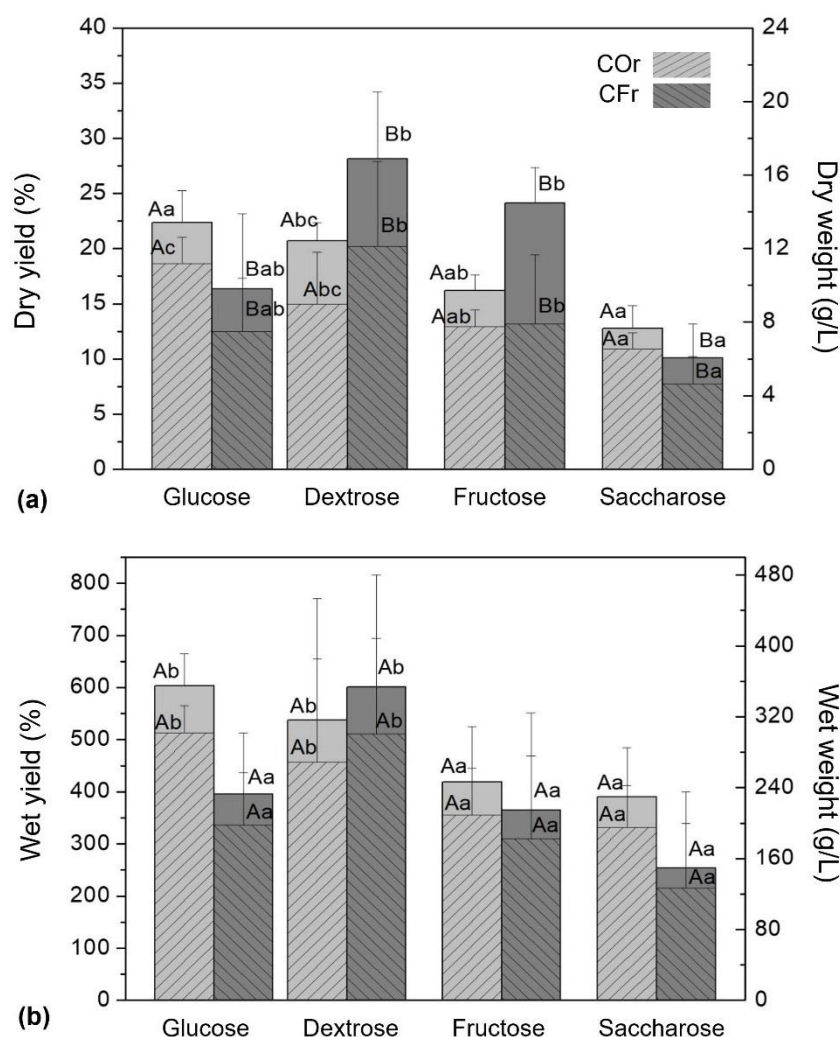 40
35
30
25
20
15
10
5
0
Dry yield (%)
24
20
16
12
8
4
0
Dry weight (g/L)
COr
CFr
Aa
Ac
Bab
Bab
Abc
Abc
Bb
Bb
Aab
Aab
Bb
Bb
Aa
Aa
Ba
Ba
(a)
Glucose Dextrose Fructose Saccharose
800
700
600
500
400
300
200
100
0
Wet yield (%)
480
400
320
240
160
80
0
Wet weight (g/L)
Ab
Ab
Aa
Aa
Ab
Ab
Ab
Ab
Aa
Aa
Aa
Aa
Aa
Aa
Aa
Aa
(b)
Glucose Dextrose Fructose Saccharose